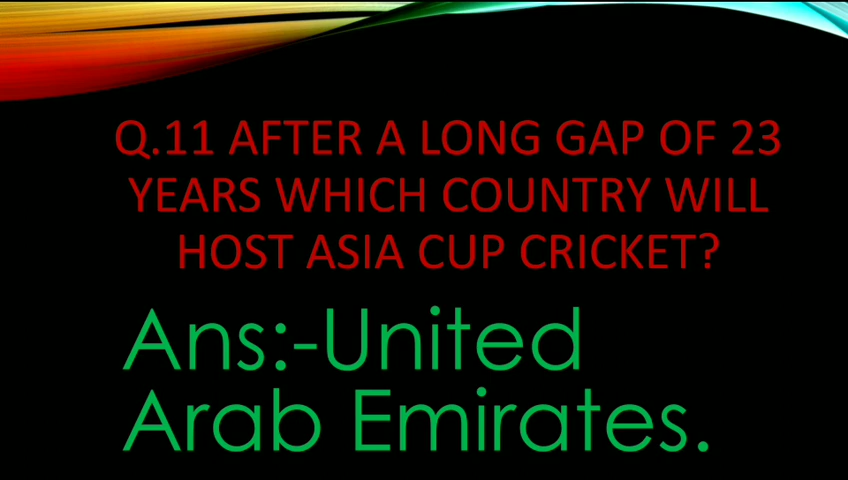 Q.11 AFTER A LONG GAP OF 23
YEARS WHICH COUNTRY WILL
HOST ASIA CUP CRICKET?
Ans:-United
Arab Emirates.